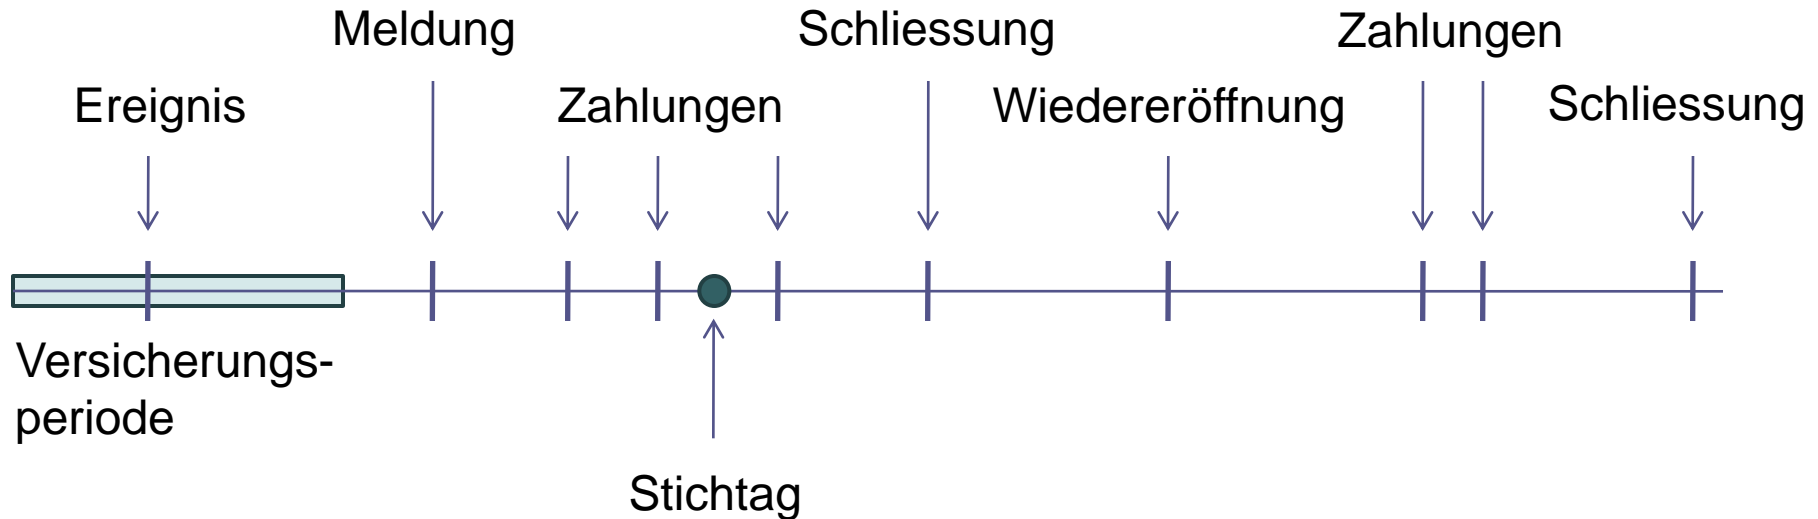 Meldung
Schliessung
Zahlungen
Ereignis
Zahlungen
Wiedereröffnung
Schliessung
Versicherungs-
periode
Stichtag